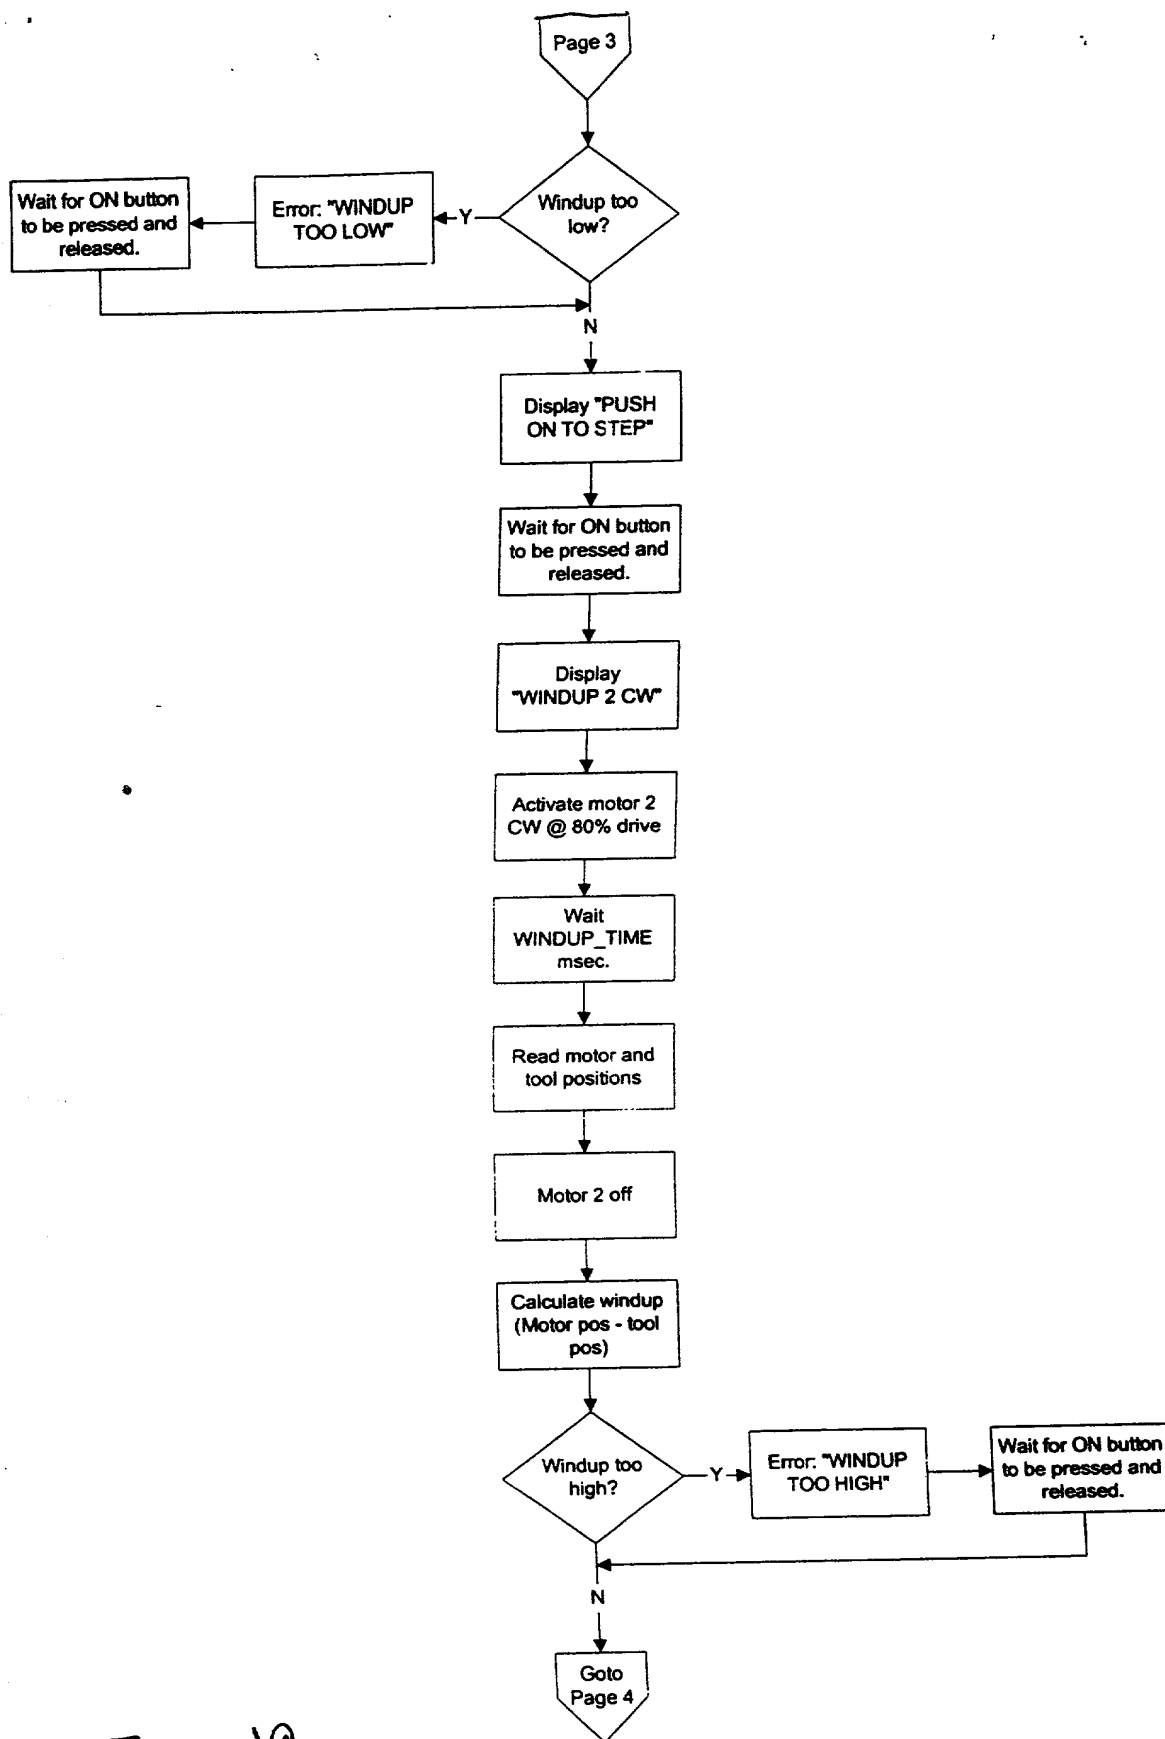 Page 3
Windup too
low?
Y
Error: "WINDUP
TOO LOW"
Wait for ON button
to be pressed and
released.
N
Display "PUSH
ON TO STEP"
Wait for ON button
to be pressed and
released.
Display
"WINDUP 2 CW"
Activate motor 2
CW @ 80% drive
Wait
WINDUP_TIME
msec.
Read motor and
tool positions
Motor 2 off
Calculate windup
(Motor pos - tool
pos)
Windup too
high?
Y
Error: "WINDUP
TOO HIGH"
Wait for ON button
to be pressed and
released.
N
Goto
Page 4